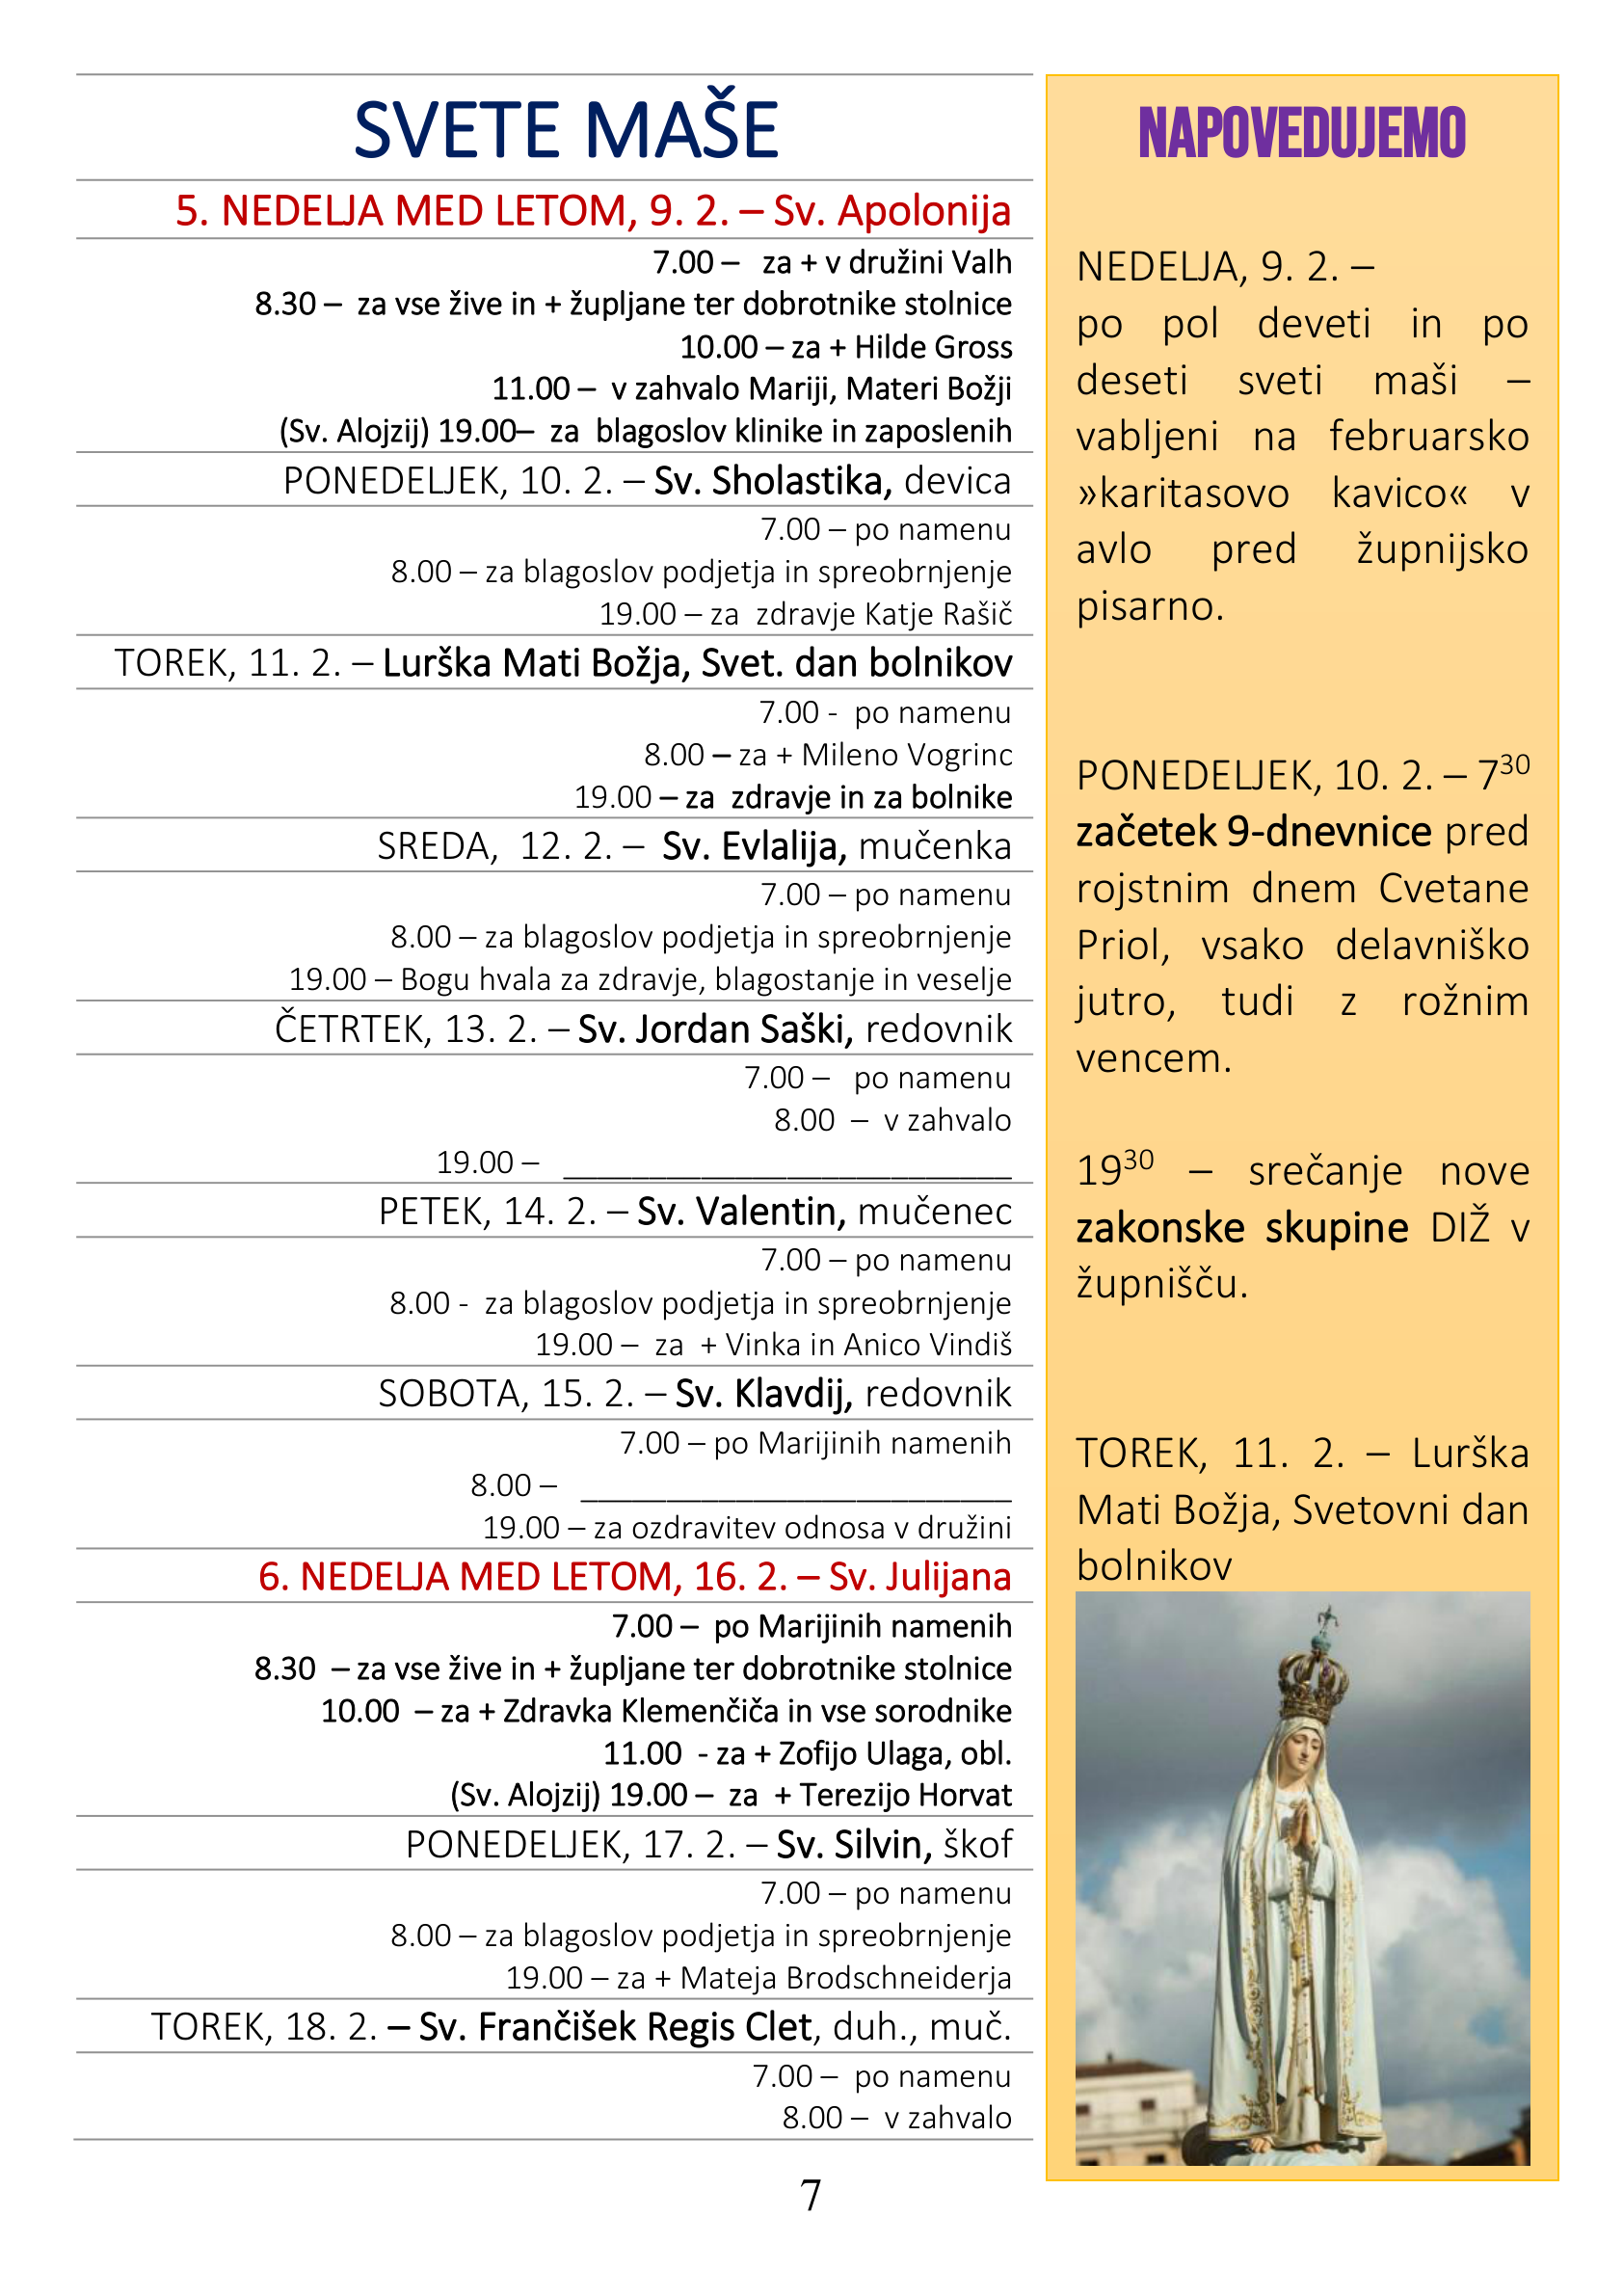 SVETE MAŠE
5. NEDELJA MED LETOM, 9. 2. – Sv. Apolonija
7.00 – za + v družini Valh
8.30 – za vse žive in + župljane ter dobrotnike stolnice
10.00 – za + Hilde Gross
11.00 – v zahvalo Mariji, Materi Božji
(Sv. Alojzij) 19.00– za blagoslov klinike in zaposlenih
PONEDELJEK, 10. 2. – Sv. Sholastika, devica
7.00 – po namenu
8.00 – za blagoslov podjetja in spreobrnjenje
19.00 – za zdravje Katje Rašič
TOREK, 11. 2. – Lurška Mati Božja, Svet. dan bolnikov
7.00 - po namenu
8.00 – za + Mileno Vogrinc
19.00 – za zdravje in za bolnike
SREDA, 12. 2. – Sv. Evlalija, mučenka
7.00 – po namenu
8.00 – za blagoslov podjetja in spreobrnjenje
19.00 – Bogu hvala za zdravje, blagostanje in veselje
ČETRTEK, 13. 2. – Sv. Jordan Saški, redovnik
7.00 – po namenu
8.00 – v zahvalo
19.00 – __________________________
PETEK, 14. 2. – Sv. Valentin, mučenec
7.00 – po namenu
8.00 - za blagoslov podjetja in spreobrnjenje
19.00 – za + Vinka in Anico Vindiš
SOBOTA, 15. 2. – Sv. Klavdij, redovnik
7.00 – po Marijinih namenih
8.00 – _________________________
19.00 – za ozdravitev odnosa v družini
6. NEDELJA MED LETOM, 16. 2. – Sv. Julijana
7.00 – po Marijinih namenih
8.30 – za vse žive in + župljane ter dobrotnike stolnice
10.00 – za + Zdravka Klemenčiča in vse sorodnike
11.00 - za + Zofijo Ulaga, obl.
(Sv. Alojzij) 19.00 – za + Terezijo Horvat
PONEDELJEK, 17. 2. – Sv. Silvin, škof
7.00 – po namenu
8.00 – za blagoslov podjetja in spreobrnjenje
19.00 – za + Mateja Brodschneiderja
TOREK, 18. 2. – Sv. Frančišek Regis Clet, duh., muč.
7.00 – po namenu
8.00 – v zahvalo
NAPOVEDUJEMO
NEDELJA, 9. 2. –
po pol deveti in po
deseti sveti maši –
vabljeni na februarsko
»karitasovo kavico« v
avlo pred župnijsko
pisarno.
PONEDELJEK, 10. 2. – 7³⁰
začetek 9-dnevnice pred
rojstnim dnem Cvetane
Priol, vsako delavniško
jutro, tudi z rožnim
vencem.
19³⁰ – srečanje nove
zakonske skupine DIŽ v
župnišču.
TOREK, 11. 2. – Lurška
Mati Božja, Svetovni dan
bolnikov
7